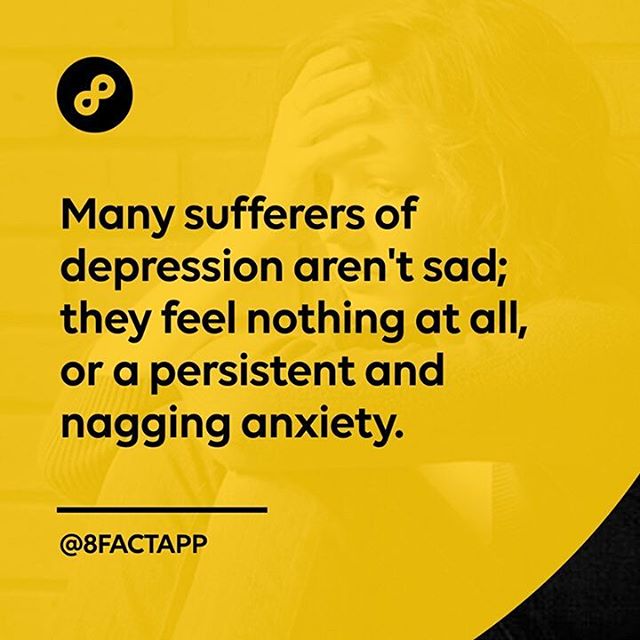 Many sufferers of
depression aren't sad;
they feel nothing at all,
or a persistent and
nagging anxiety.
@8FACTAPP